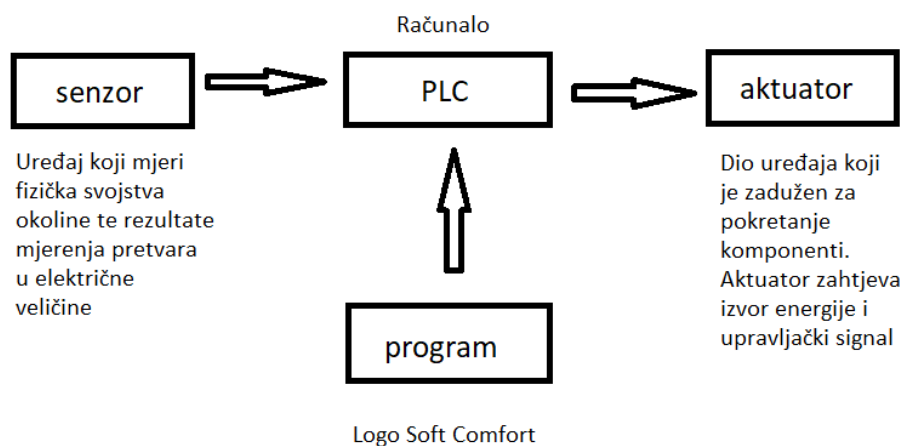 Računalo
senzor
PLC
aktuator
Uređaj koji mjeri
fizička svojstva
okoline te rezultate
mjerenja pretvara
u električne
veličine
Dio uređaja koji
je zadužen za
pokretanje
komponenti.
Aktuator zahtjeva
izvor energije i
upravljački signal
program
Logo Soft Comfort